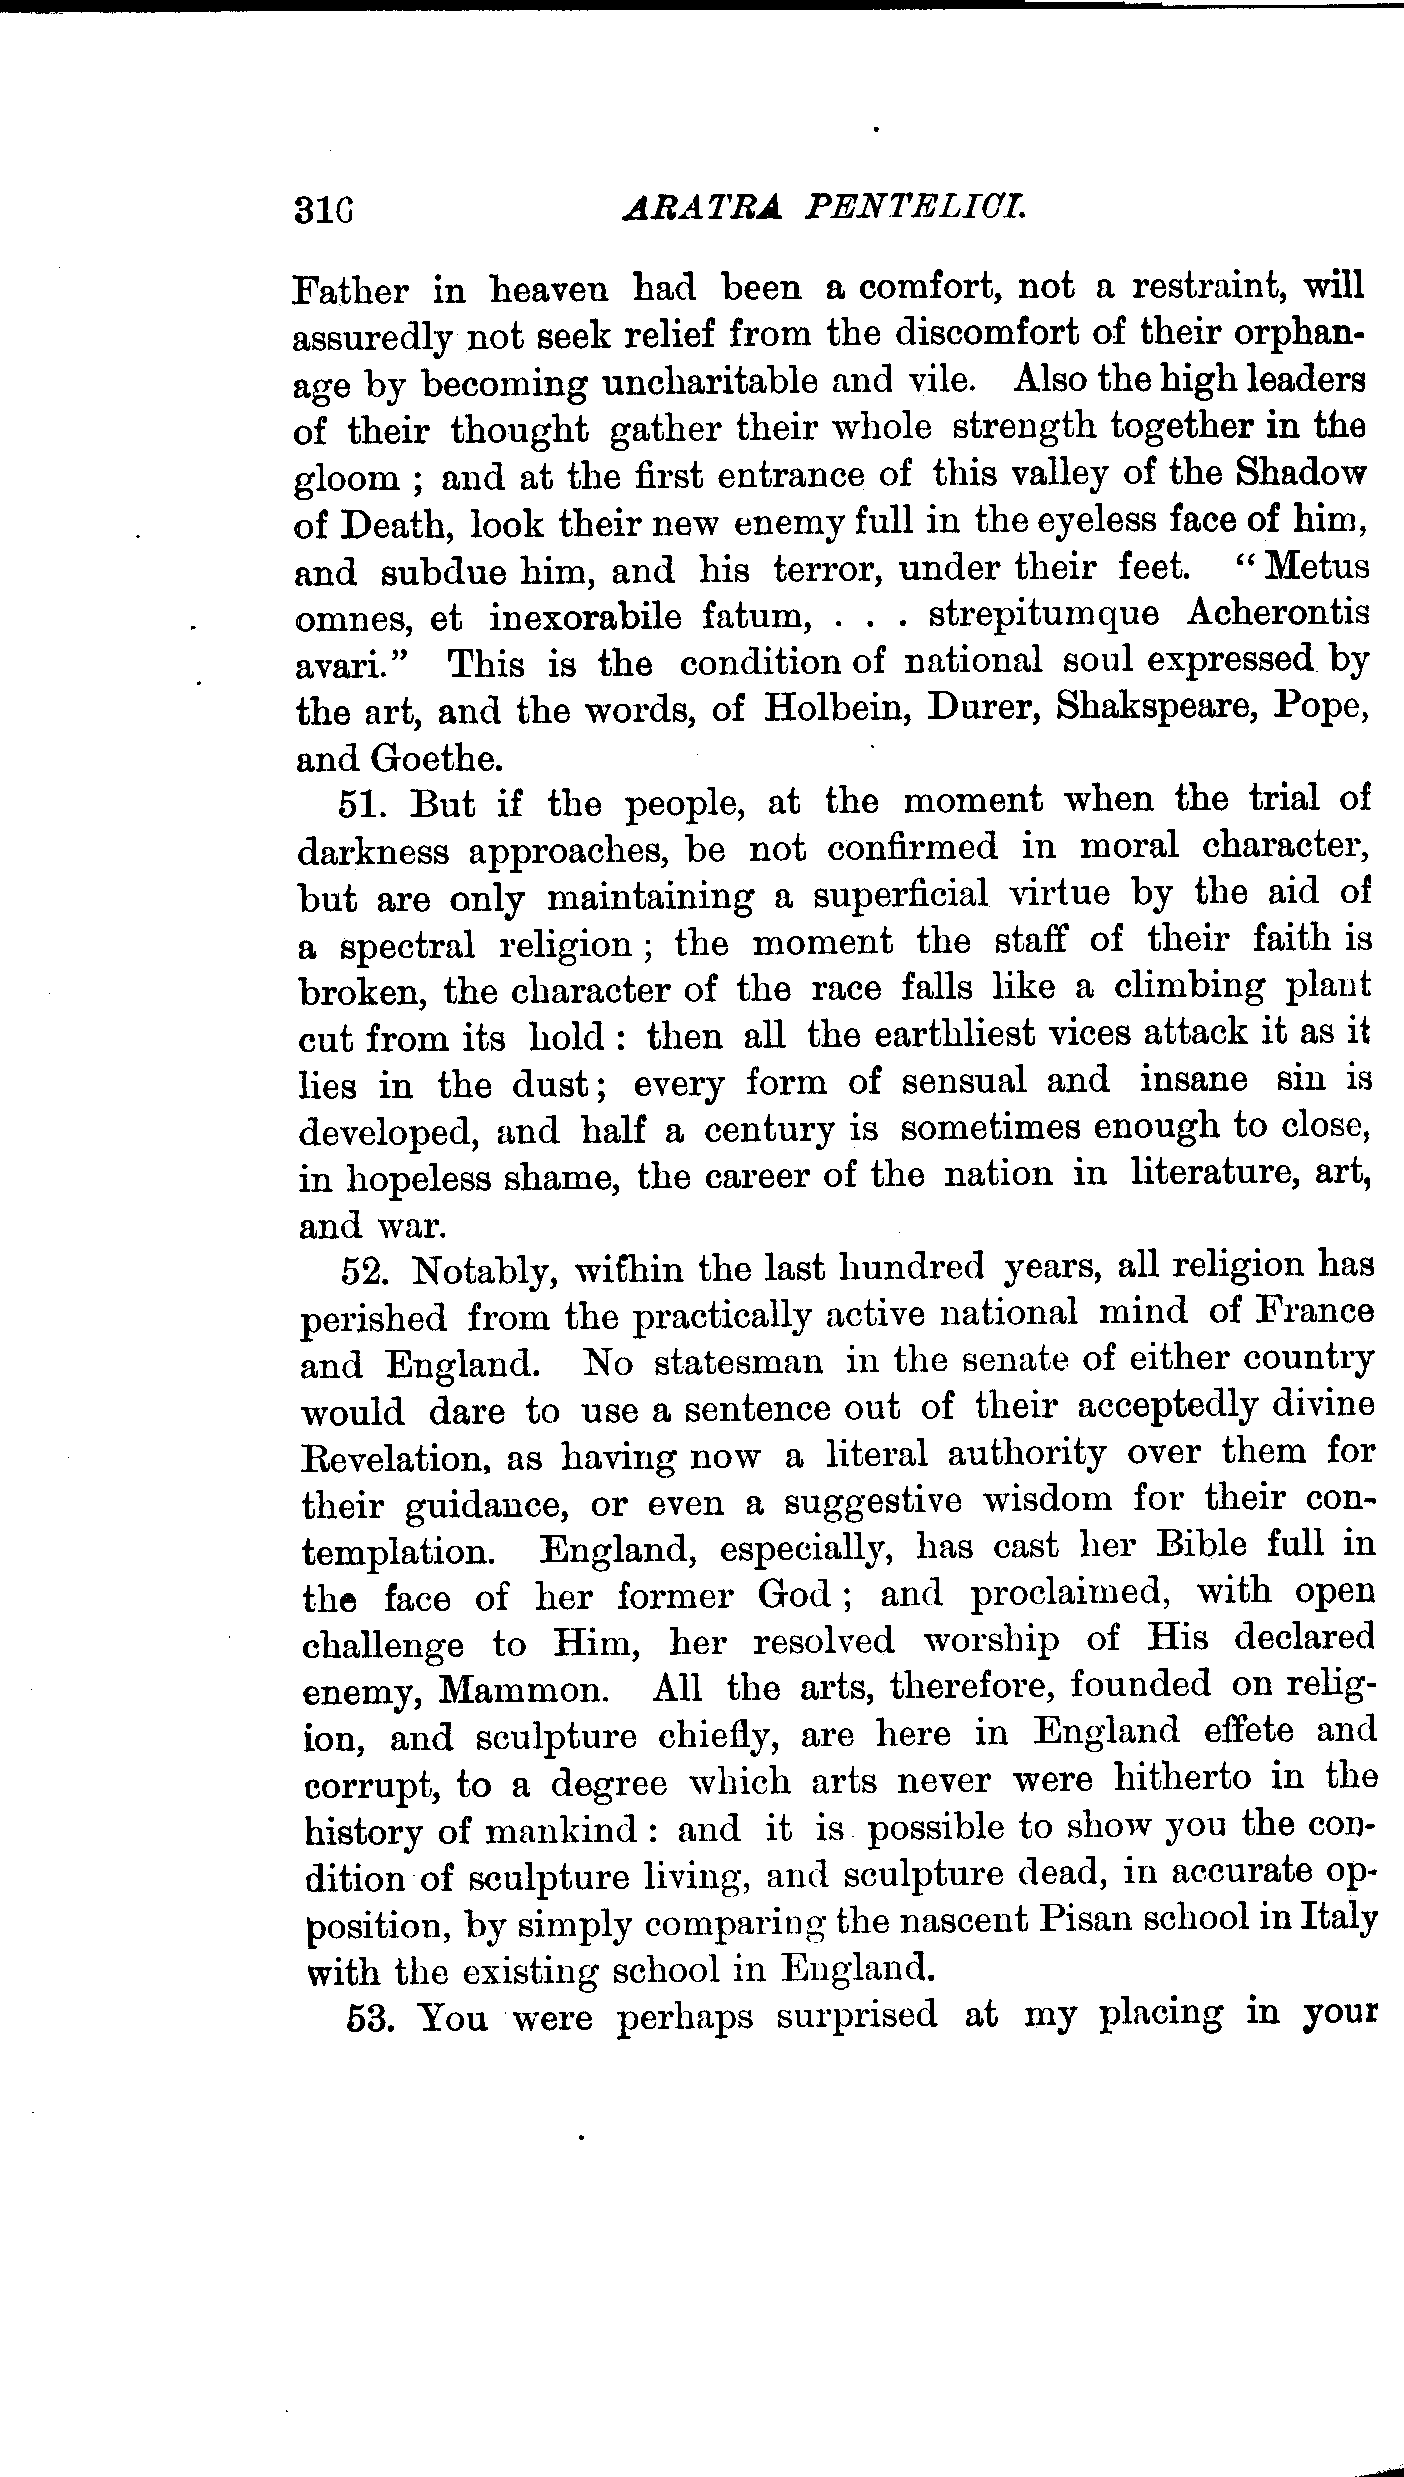 310 ARATRA PENTELICI.
Father in heaven had been a comfort, not a restraint, will
assuredly not seek relief from the discomfort of their orphan-
age by becoming uncharitable and vile. Also the high leaders
of their thought gather their whole strength together in the
gloom ; and at the first entrance of this valley of the Shadow
of Death, look their new enemy full in the eyeless face of him,
and subdue him, and his terror, under their feet. “ Metus
omnes, et inexorabile fatum, . . . strepitumque Acherontis
avari.” This is the condition of national soul expressed by
the art, and the words, of Holbein, Durer, Shakspeare, Pope,
and Goethe.
51. But if the people, at the moment when the trial of
darkness approaches, be not confirmed in moral character,
but are only maintaining a superficial virtue by the aid of
a spectral religion ; the moment the staff of their faith is
broken, the character of the race falls like a climbing plant
cut from its hold : then all the earthliest vices attack it as it
lies in the dust ; every form of sensual and insane sin is
developed, and half a century is sometimes enough to close,
in hopeless shame, the career of the nation in literature, art,
and war.
52. Notably, within the last hundred years, all religion has
perished from the practically active national mind of France
and England. No statesman in the senate of either country
would dare to use a sentence out of their acceptedly divine
Revelation, as having now a literal authority over them for
their guidance, or even a suggestive wisdom for their con-
templation. England, especially, has cast her Bible full in
the face of her former God ; and proclaimed, with open
challenge to Him, her resolved worship of His declared
enemy, Mammon. All the arts, therefore, founded on relig-
ion, and sculpture chiefly, are here in England effete and
corrupt, to a degree which arts never were hitherto in the
history of mankind : and it is possible to show you the con-
dition of sculpture living, and sculpture dead, in accurate op-
position, by simply comparing the nascent Pisan school in Italy
with the existing school in England.
53. You were perhaps surprised at my placing in your